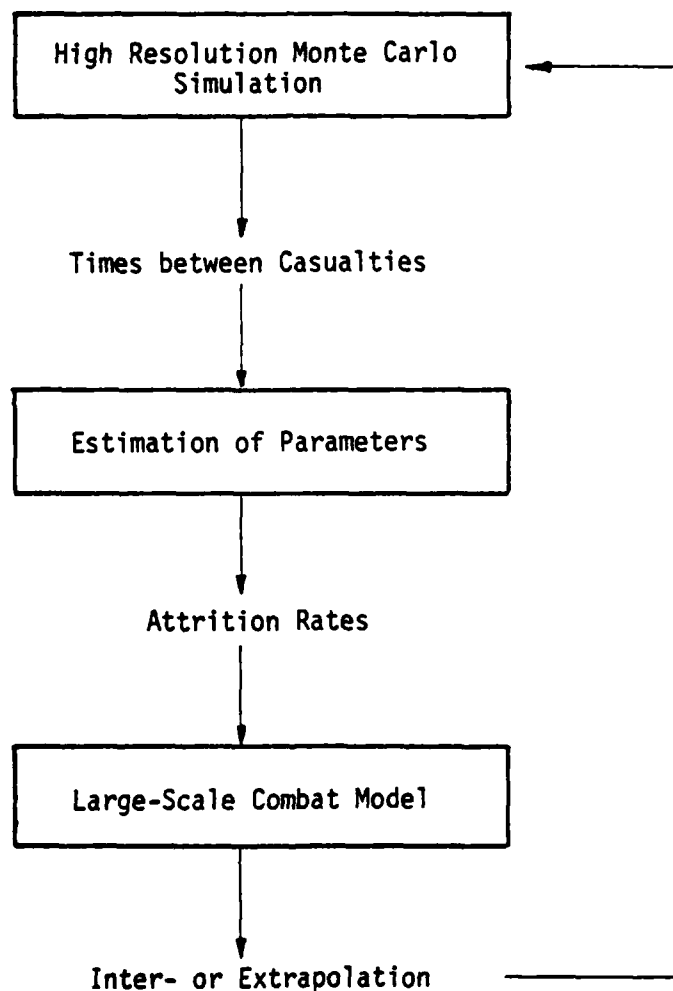 High Resolution Monte Carlo
Simulation
Times between Casualties
Estimation of Parameters
Attrition Rates
Large-Scale Combat Model
Inter- or Extrapolation